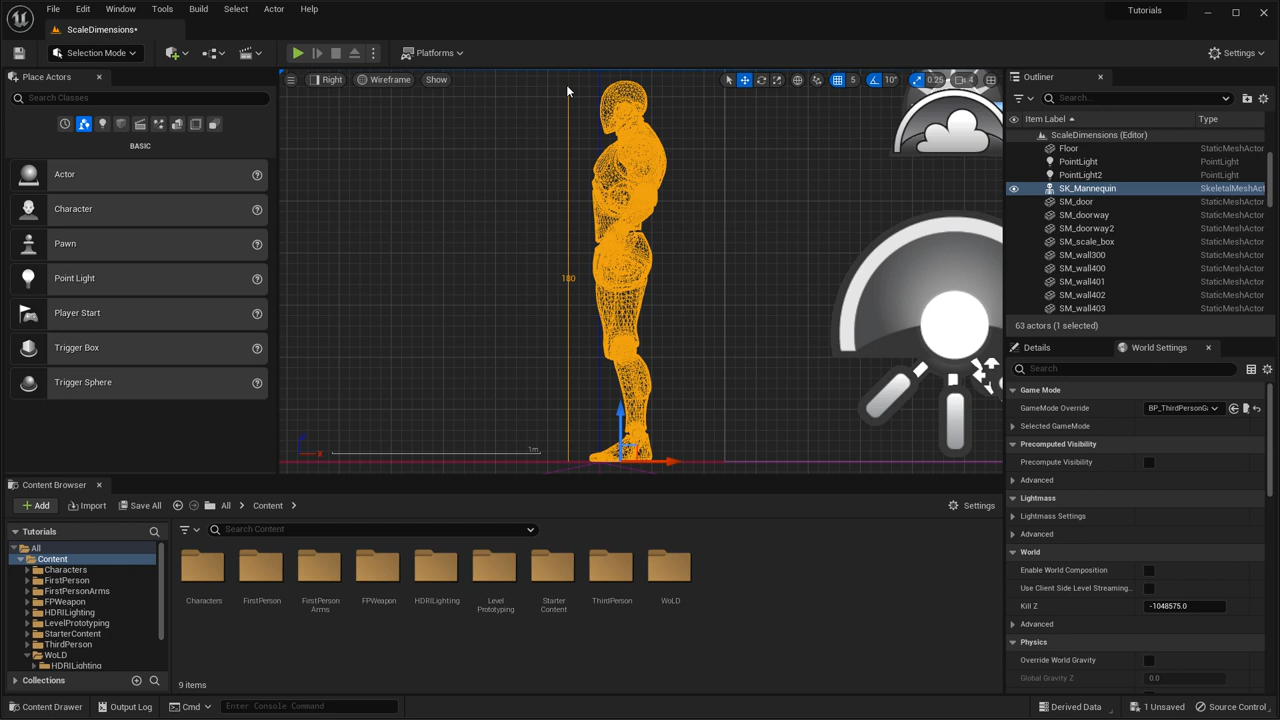 File Edit Window Tools Build Select Actor Help
Tutorials
ScaleDimensions*
Selection Mode
Platforms
Settings
Place Actors
Search Classes
BASIC
Actor
Character
Pawn
Point Light
Player Start
Trigger Box
Trigger Sphere
Right Wireframe Show
5 10° 0.25 4
180
1m
x
Outliner
Search...
Item Label Type
ScaleDimensions (Editor)
Floor StaticMeshActor
PointLight PointLight
PointLight2 PointLight
SK_Mannequin SkeletalMeshAct
SM_door StaticMeshActor
SM_doorway StaticMeshActor
SM_doorway2 StaticMeshActor
SM_scale_box StaticMeshActor
SM_wall300 StaticMeshActor
SM_wall400 StaticMeshActor
SM_wall401 StaticMeshActor
SM_wall402 StaticMeshActor
SM_wall403 StaticMeshActor
63 actors (1 selected)
Details World Settings
Search
Game Mode
GameMode Override BP_ThirdPersonG
Selected GameMode
Precomputed Visibility
Precompute Visibility
Advanced
Lightmass
Lightmass Settings
Advanced
World
Enable World Composition
Use Client Side Level Streaming...
Kill Z -1048575.0
Advanced
Physics
Override World Gravity
Global Gravity Z 0.0
Content Browser
Add Import Save All All Content Settings
Tutorials
Search Content
All
Content
Characters
FirstPerson
FirstPersonArms
FPWeapon
HDRILighting
LevelPrototyping
StarterContent
ThirdPerson
WoLD
HDRILighting
Collections
Characters FirstPerson FirstPerson Arms FPWeapon HDRILighting Level Prototyping Starter Content ThirdPerson WoLD
9 items
Content Drawer Output Log Cmd Enter Console Command Derived Data 1 Unsaved Source Control